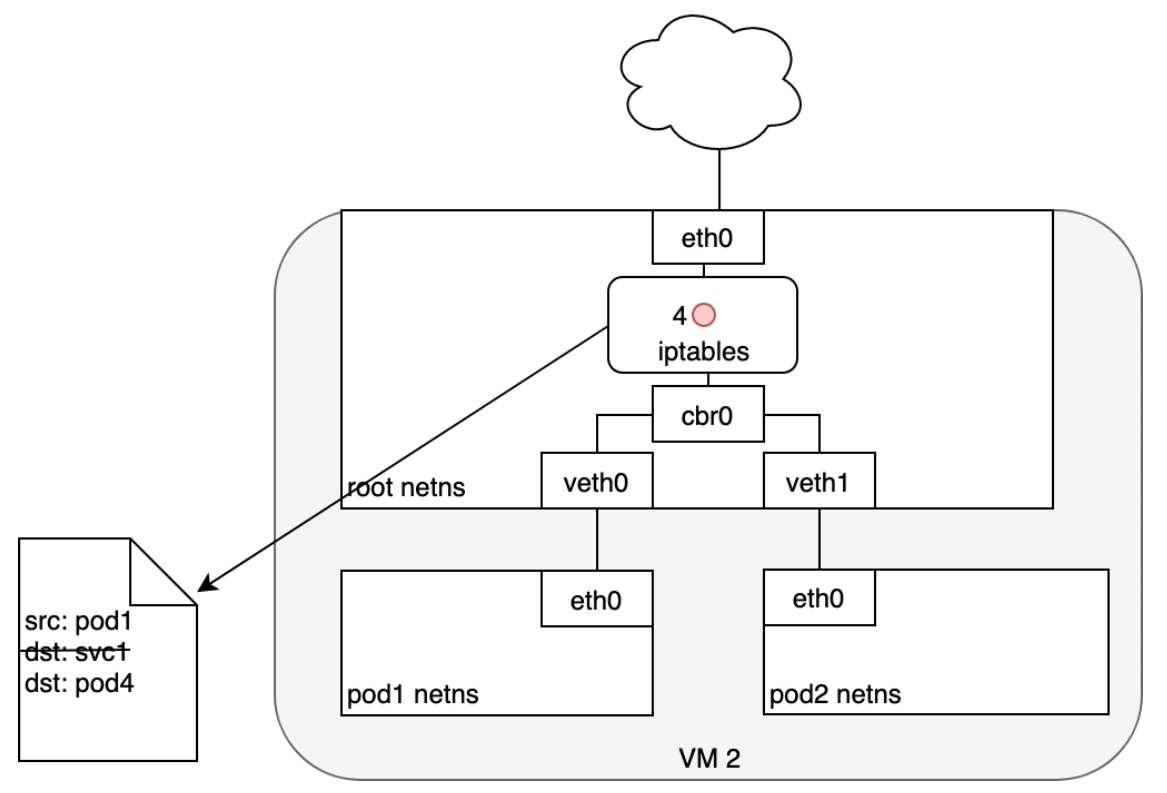 eth0
4
iptables
cbr0
veth0
veth1
root netns
eth0
eth0
src: pod1
dst: svc1
dst: pod4
pod1 netns
pod2 netns
VM 2